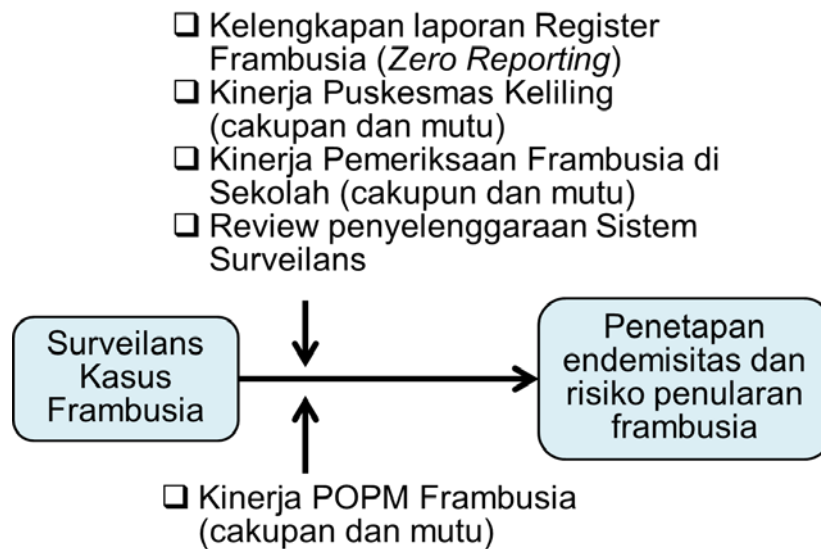 ❑ Kelengkapan laporan Register
Frambusia (Zero Reporting)
❑ Kinerja Puskesmas Keliling
(cakupan dan mutu)
❑ Kinerja Pemeriksaan Frambusia di
Sekolah (cakupun dan mutu)
❑ Review penyelenggaraan Sistem
Surveilans
Surveilans
Kasus
Frambusia
Penetapan
endemisitas dan
risiko penularan
frambusia
❑ Kinerja POPM Frambusia
(cakupan dan mutu)